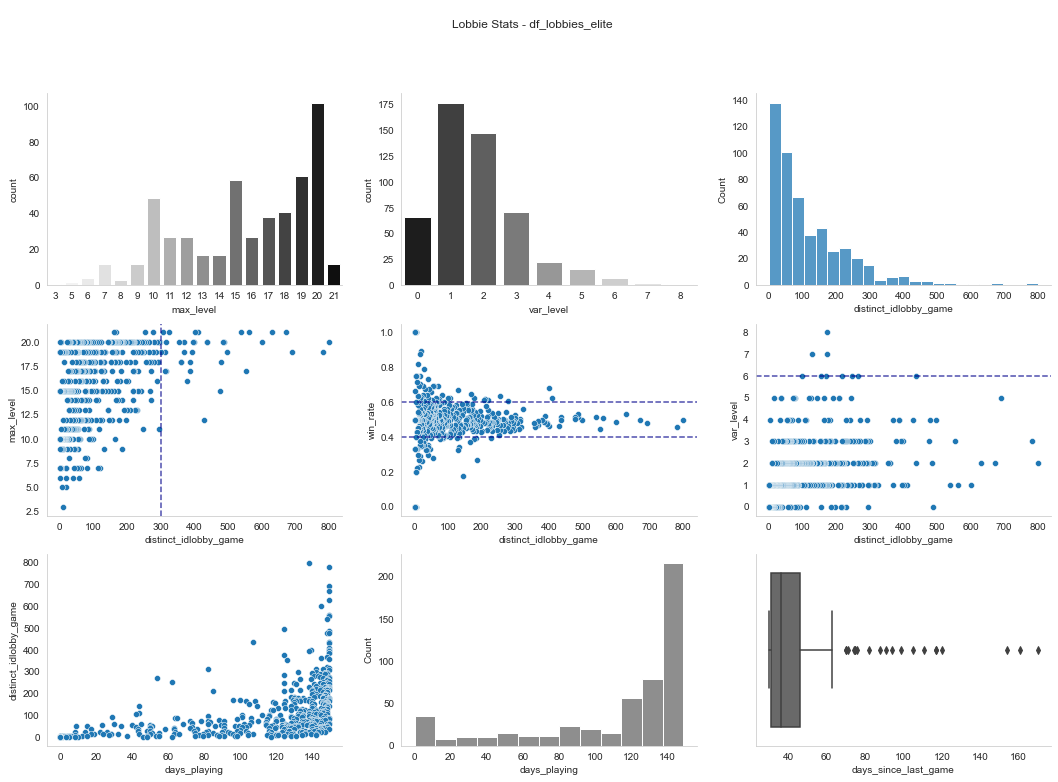 Lobbie Stats - df_lobbies_elite
100
80
60
40
20
0
count
3 4 5 6 7 8 9 10 11 12 13 14 15 16 17 18 19 20 21
max_level
175
150
125
100
75
50
25
0
count
0 1 2 3 4 5 6 7 8
var_level
140
120
100
80
60
40
20
0
Count
0 100 200 300 400 500 600 700 800
distinct_idlobby_game
20.0
17.5
15.0
12.5
10.0
7.5
5.0
2.5
max_level
0 100 200 300 400 500 600 700 800
distinct_idlobby_game
1.0
0.8
0.6
0.4
0.2
0.0
win_rate
0 100 200 300 400 500 600 700 800
distinct_idlobby_game
8
7
6
5
4
3
2
1
0
var_level
0 100 200 300 400 500 600 700 800
distinct_idlobby_game
800
700
600
500
400
300
200
100
0
distinct_idlobby_game
0 20 40 60 80 100 120 140
days_playing
200
150
100
50
0
Count
0 20 40 60 80 100 120 140
days_playing
40 60 80 100 120 140 160
days_since_last_game